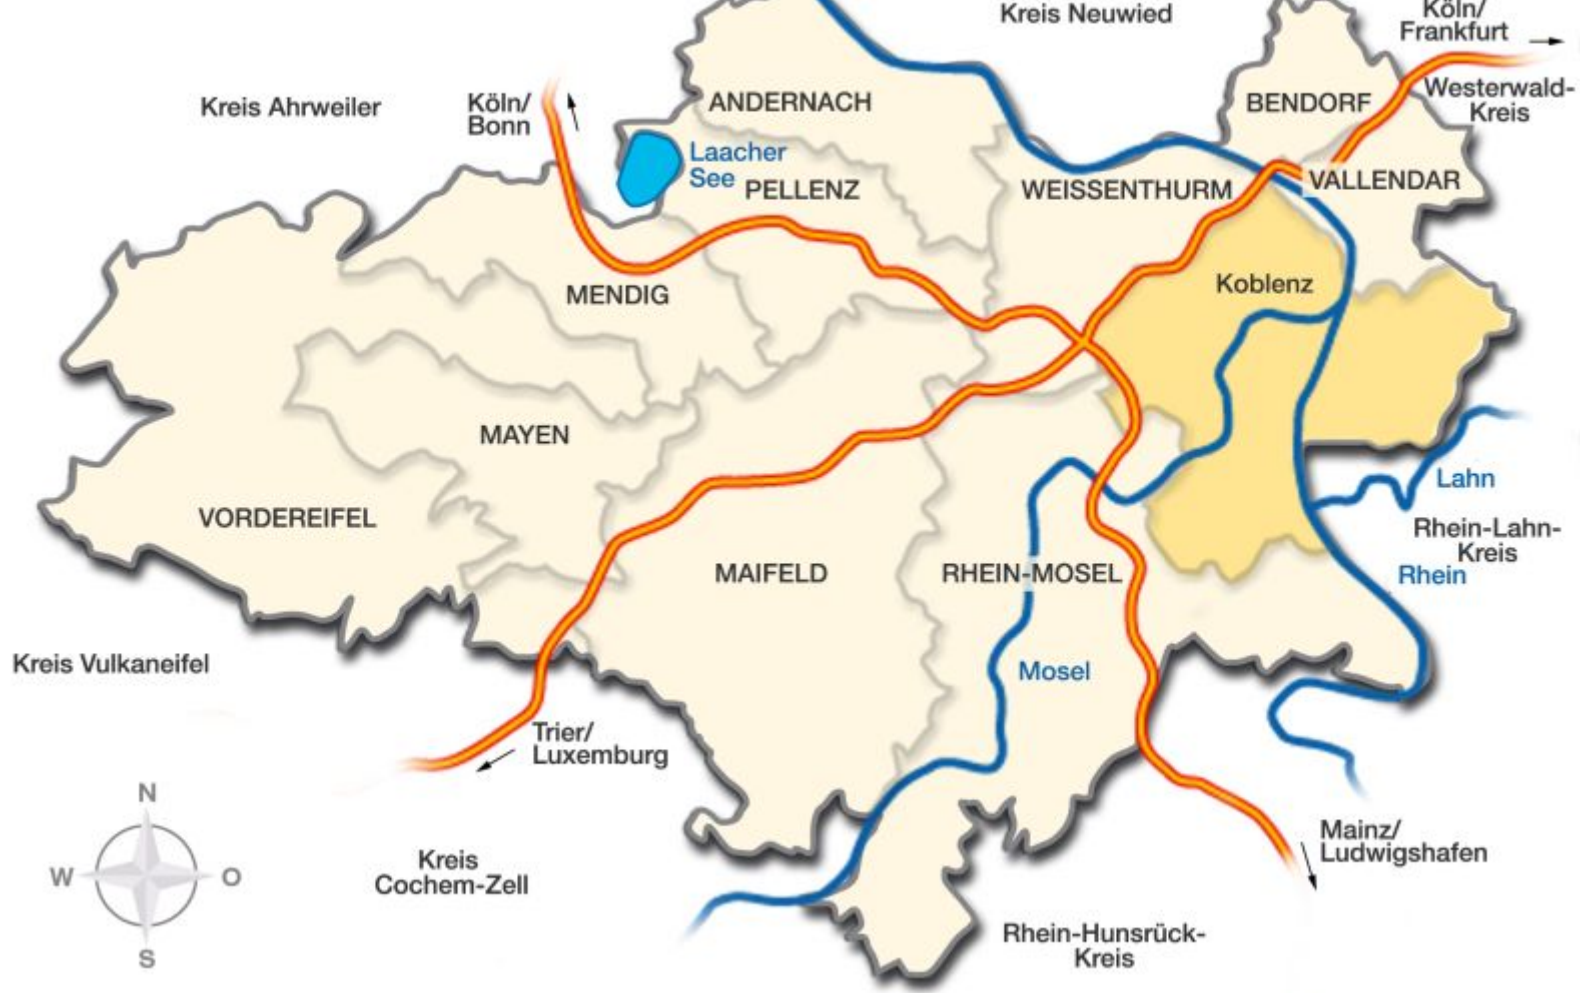 Kreis Neuwied
Köln/
Frankfurt
Kreis Ahrweiler
Köln/
Bonn
ANDERNACH
BENDORF
Westerwald-
Kreis
Laacher
See
PELLENZ
WEISSENTHURM
VALLENDAR
MENDIG
Koblenz
MAYEN
VORDEREIFEL
Lahn
Rhein-Lahn-
Kreis
MAIFELD
RHEIN-MOSEL
Rhein
Kreis Vulkaneifel
Mosel
Trier/
Luxemburg
N
W
O
S
Kreis
Cochem-Zell
Mainz/
Ludwigshafen
Rhein-Hunsrück-
Kreis